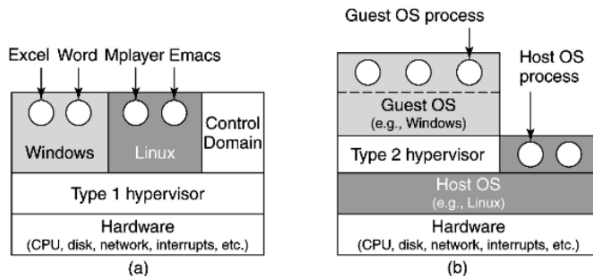 Excel Word Mplayer Emacs
Windows
Linux
Control
Domain
Type 1 hypervisor
Hardware
(CPU, disk, network, interrupts, etc.)
(a)
Guest OS process
Host OS
process
Guest OS
(e.g., Windows)
Type 2 hypervisor
Host OS
(e.g., Linux)
Hardware
(CPU, disk, network, interrupts, etc.)
(b)